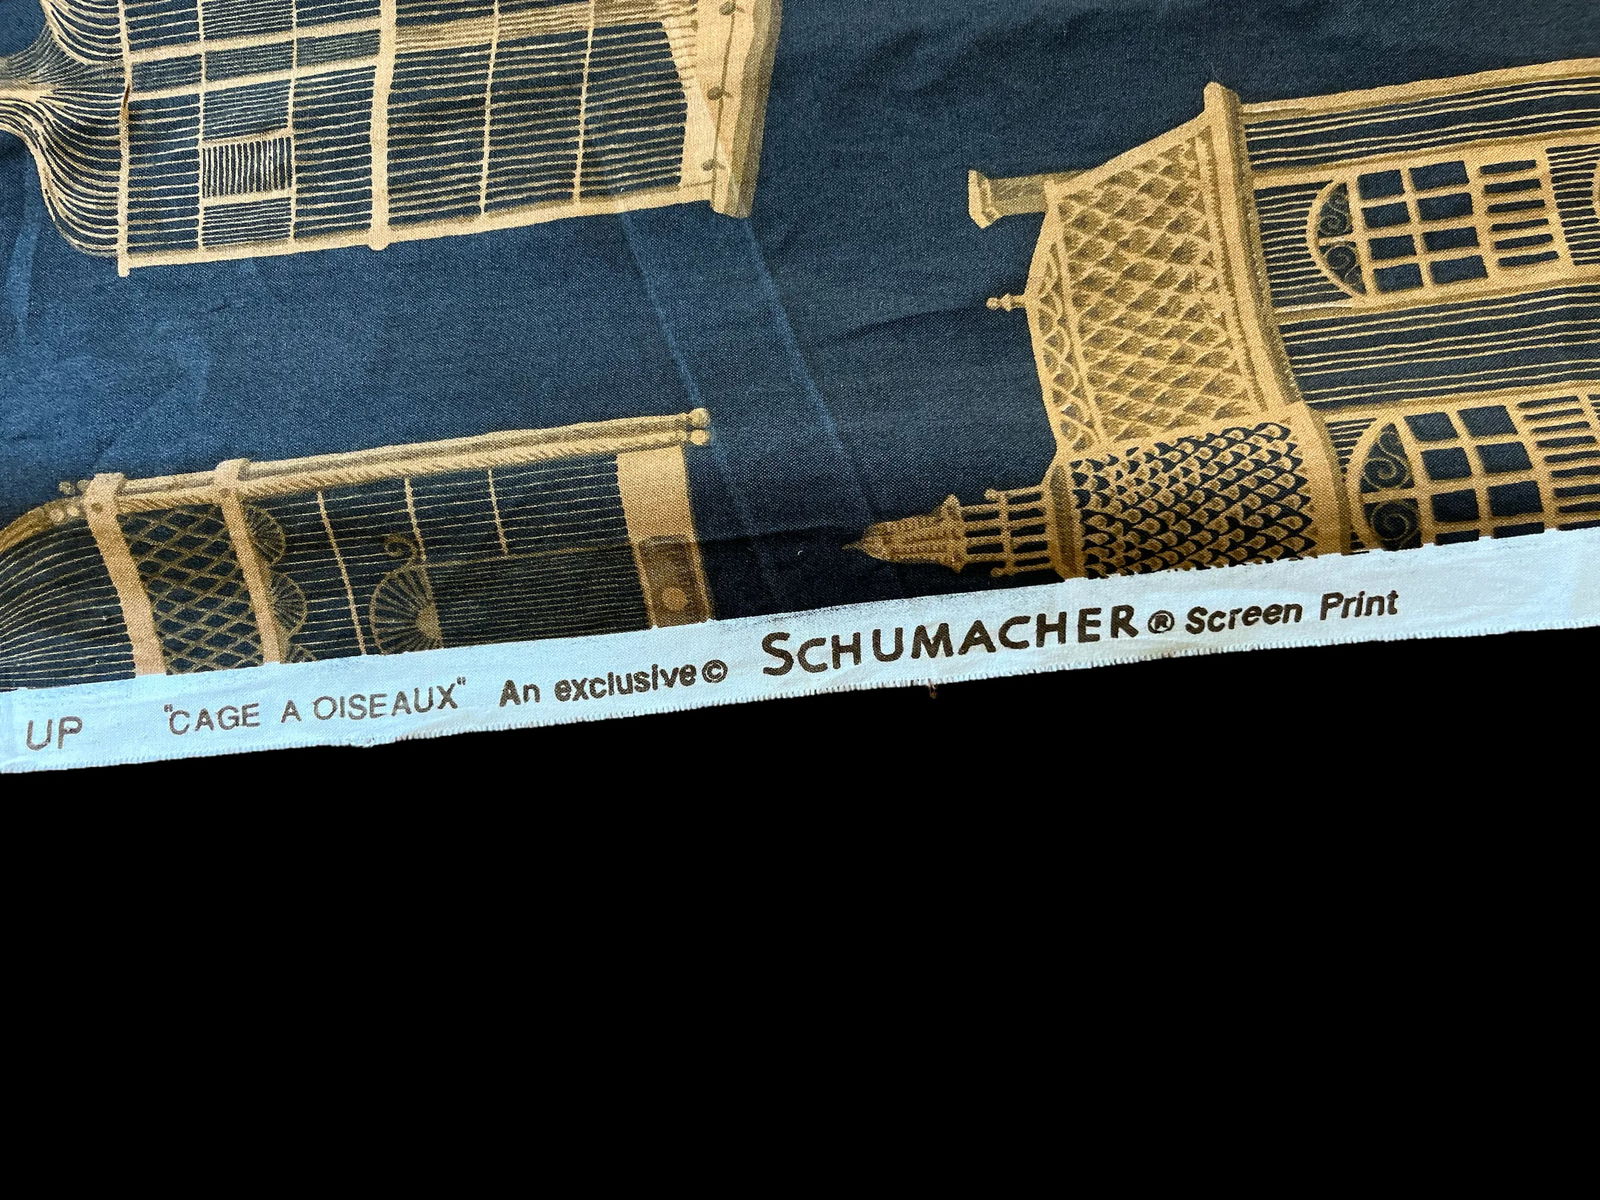 UP "CAGE A OISEAUX" An exclusive© SCHUMACHER® Screen Print